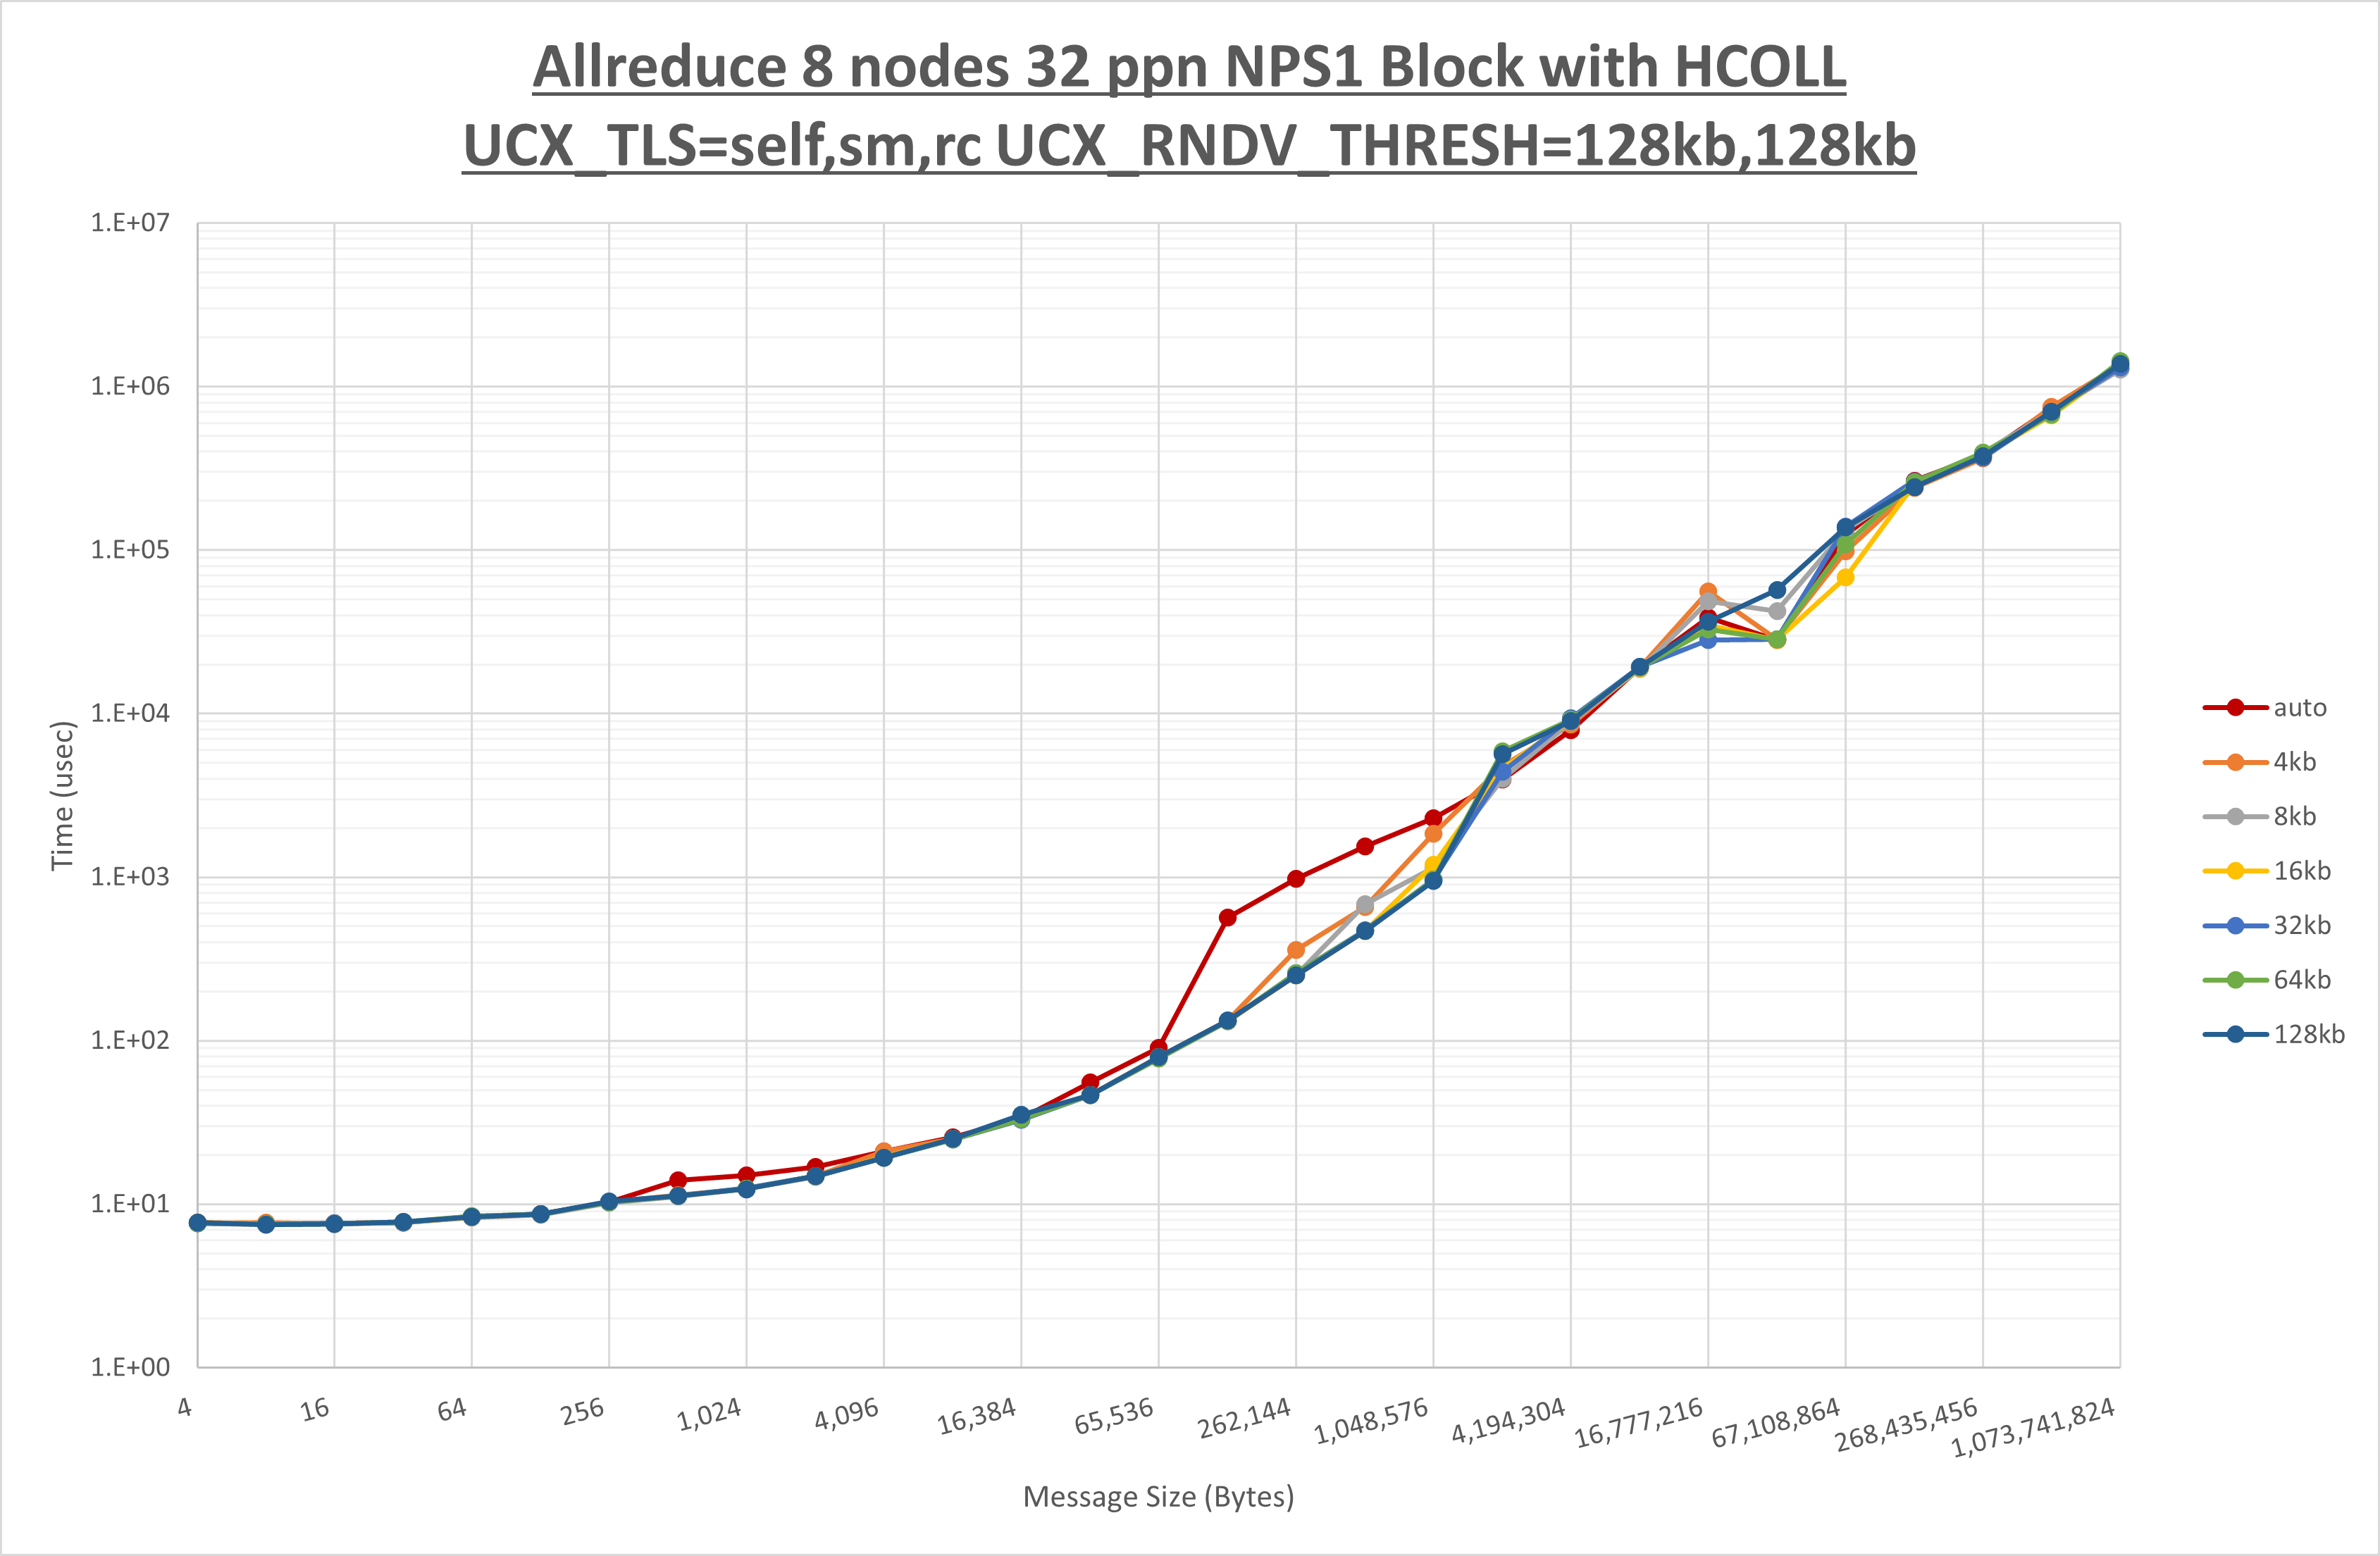 Allreduce 8 nodes 32 ppn NPS1 Block with HCOLL
UCX_TLS=self,sm,rc UCX_RNDV_THRESH=128kb,128kb
1.E+07
1.E+06
1.E+05
1.E+04
1.E+03
1.E+02
1.E+01
1.E+00
Time (usec)
4
16
64
256
1,024
4,096
16,384
65,536
262,144
1,048,576
4,194,304
16,777,216
67,108,864
268,435,456
1,073,741,824
Message Size (Bytes)
auto
4kb
8kb
16kb
32kb
64kb
128kb